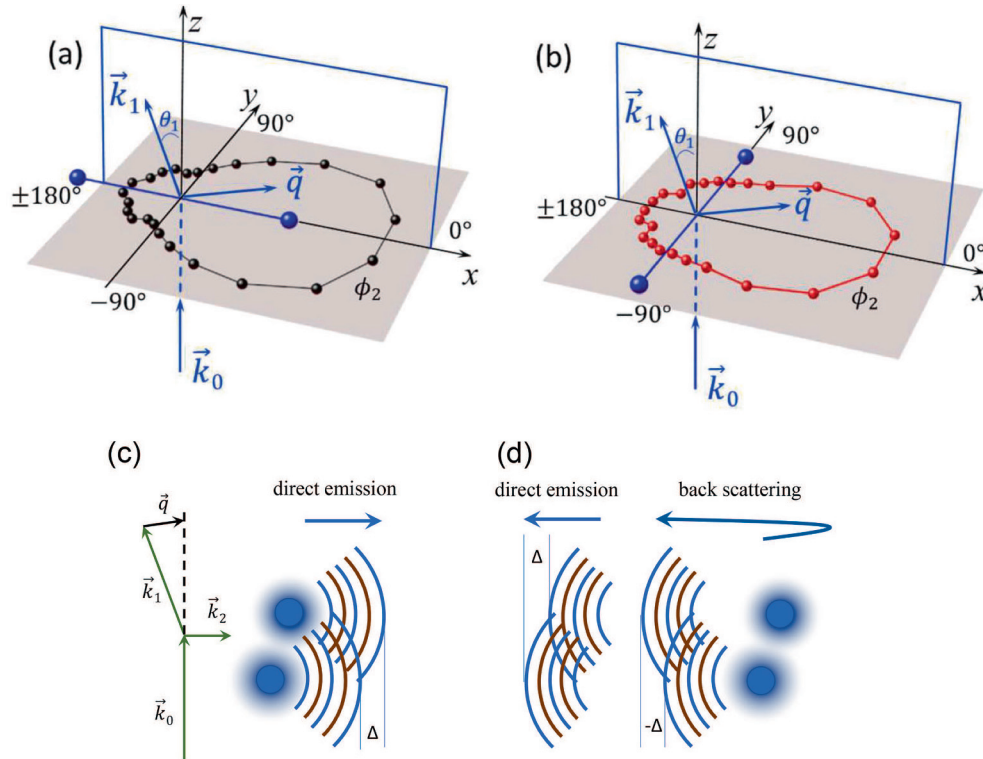 (a)
z
k⃗₁
θ₁
y
90°
q⃗
±180°
0°
x
−90°
ϕ₂
k⃗₀
(b)
z
k⃗₁
θ₁
y
90°
q⃗
±180°
0°
x
−90°
ϕ₂
k⃗₀
(c)
direct emission
q⃗
k⃗₁
k⃗₂
k⃗₀
Δ
(d)
direct emission
back scattering
Δ
-Δ